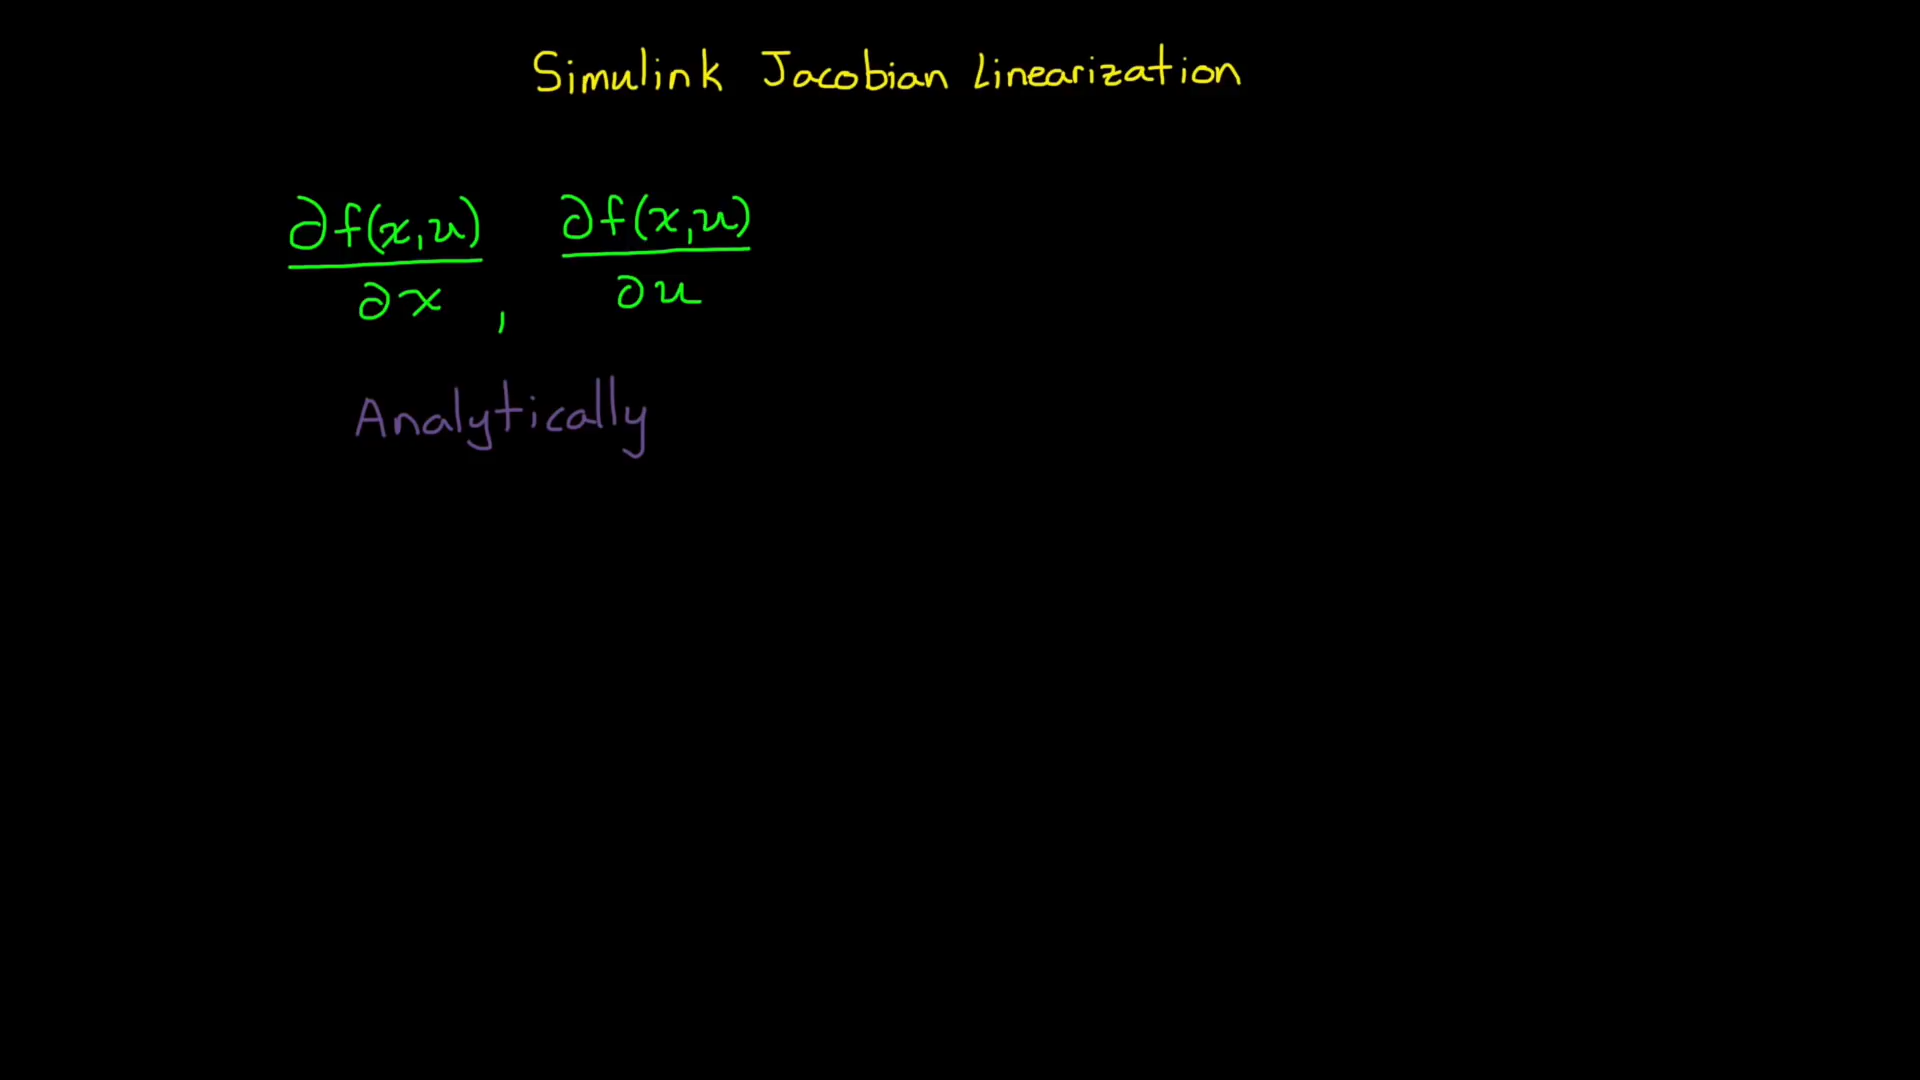 Simulink Jacobian Linearization
∂f(x,u) ∂f(x,u)
∂x , ∂u
Analytically